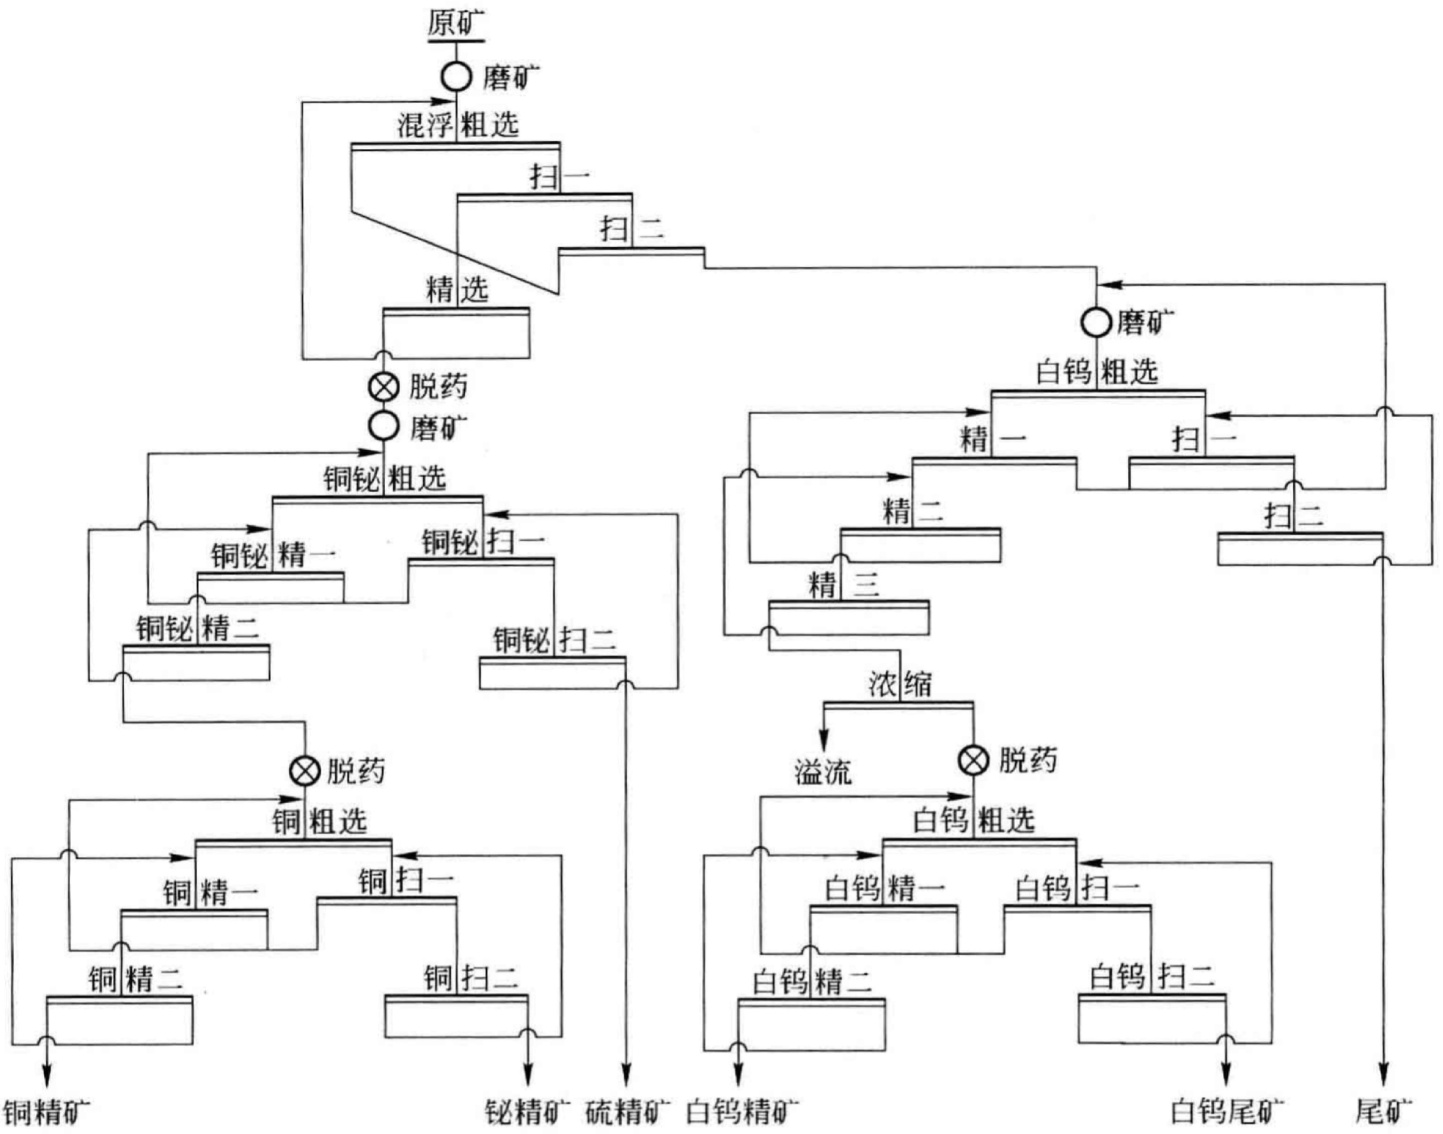 原矿
磨矿
混浮粗选
扫一
扫二
精选
脱药
磨矿
铜铋粗选
铜铋精一
铜铋扫一
铜铋精二
铜铋扫二
脱药
铜粗选
铜精一
铜扫一
铜精二
铜扫二
磨矿
白钨粗选
精一
扫一
精二
扫二
精三
浓缩
溢流
脱药
白钨粗选
白钨精一
白钨扫一
白钨精二
白钨扫二
铜精矿
铋精矿
硫精矿
白钨精矿
白钨尾矿
尾矿